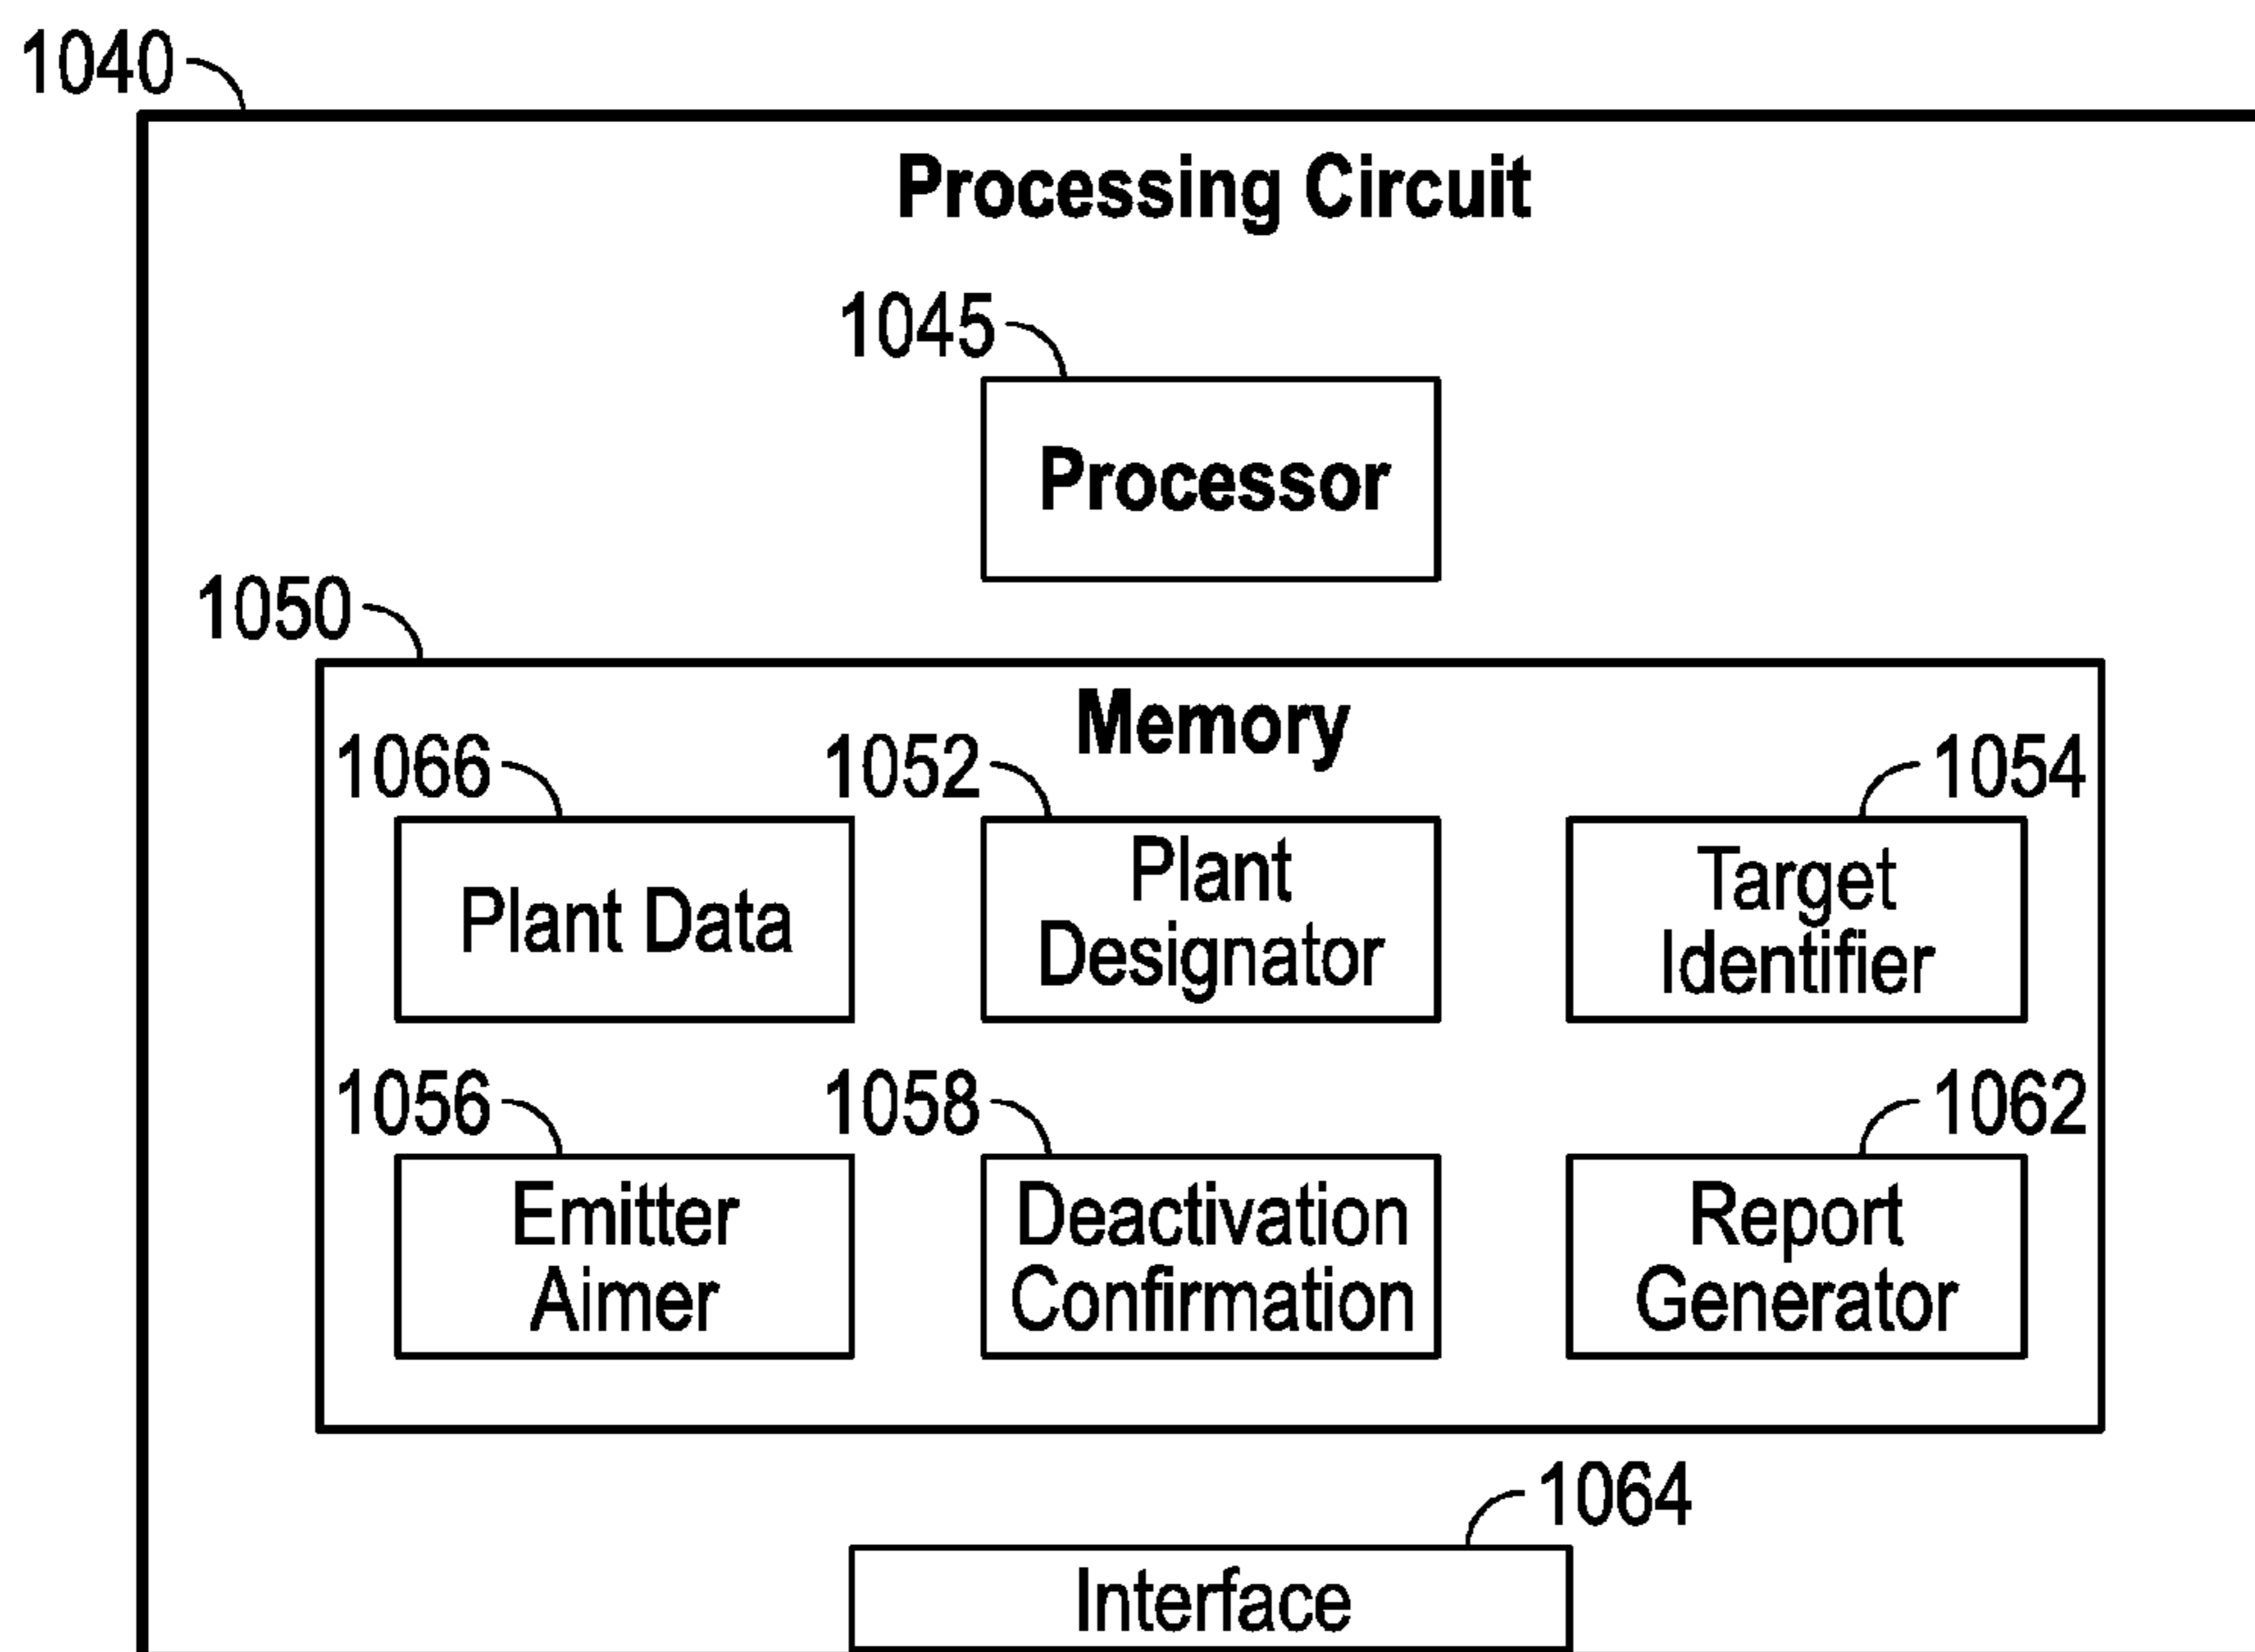 1040
Processing Circuit
1045
Processor
1050
Memory
1066
1052
1054
Plant Data
Plant
Designator
Target
Identifier
1056
1058
1062
Emitter
Aimer
Deactivation
Confirmation
Report
Generator
1064
Interface